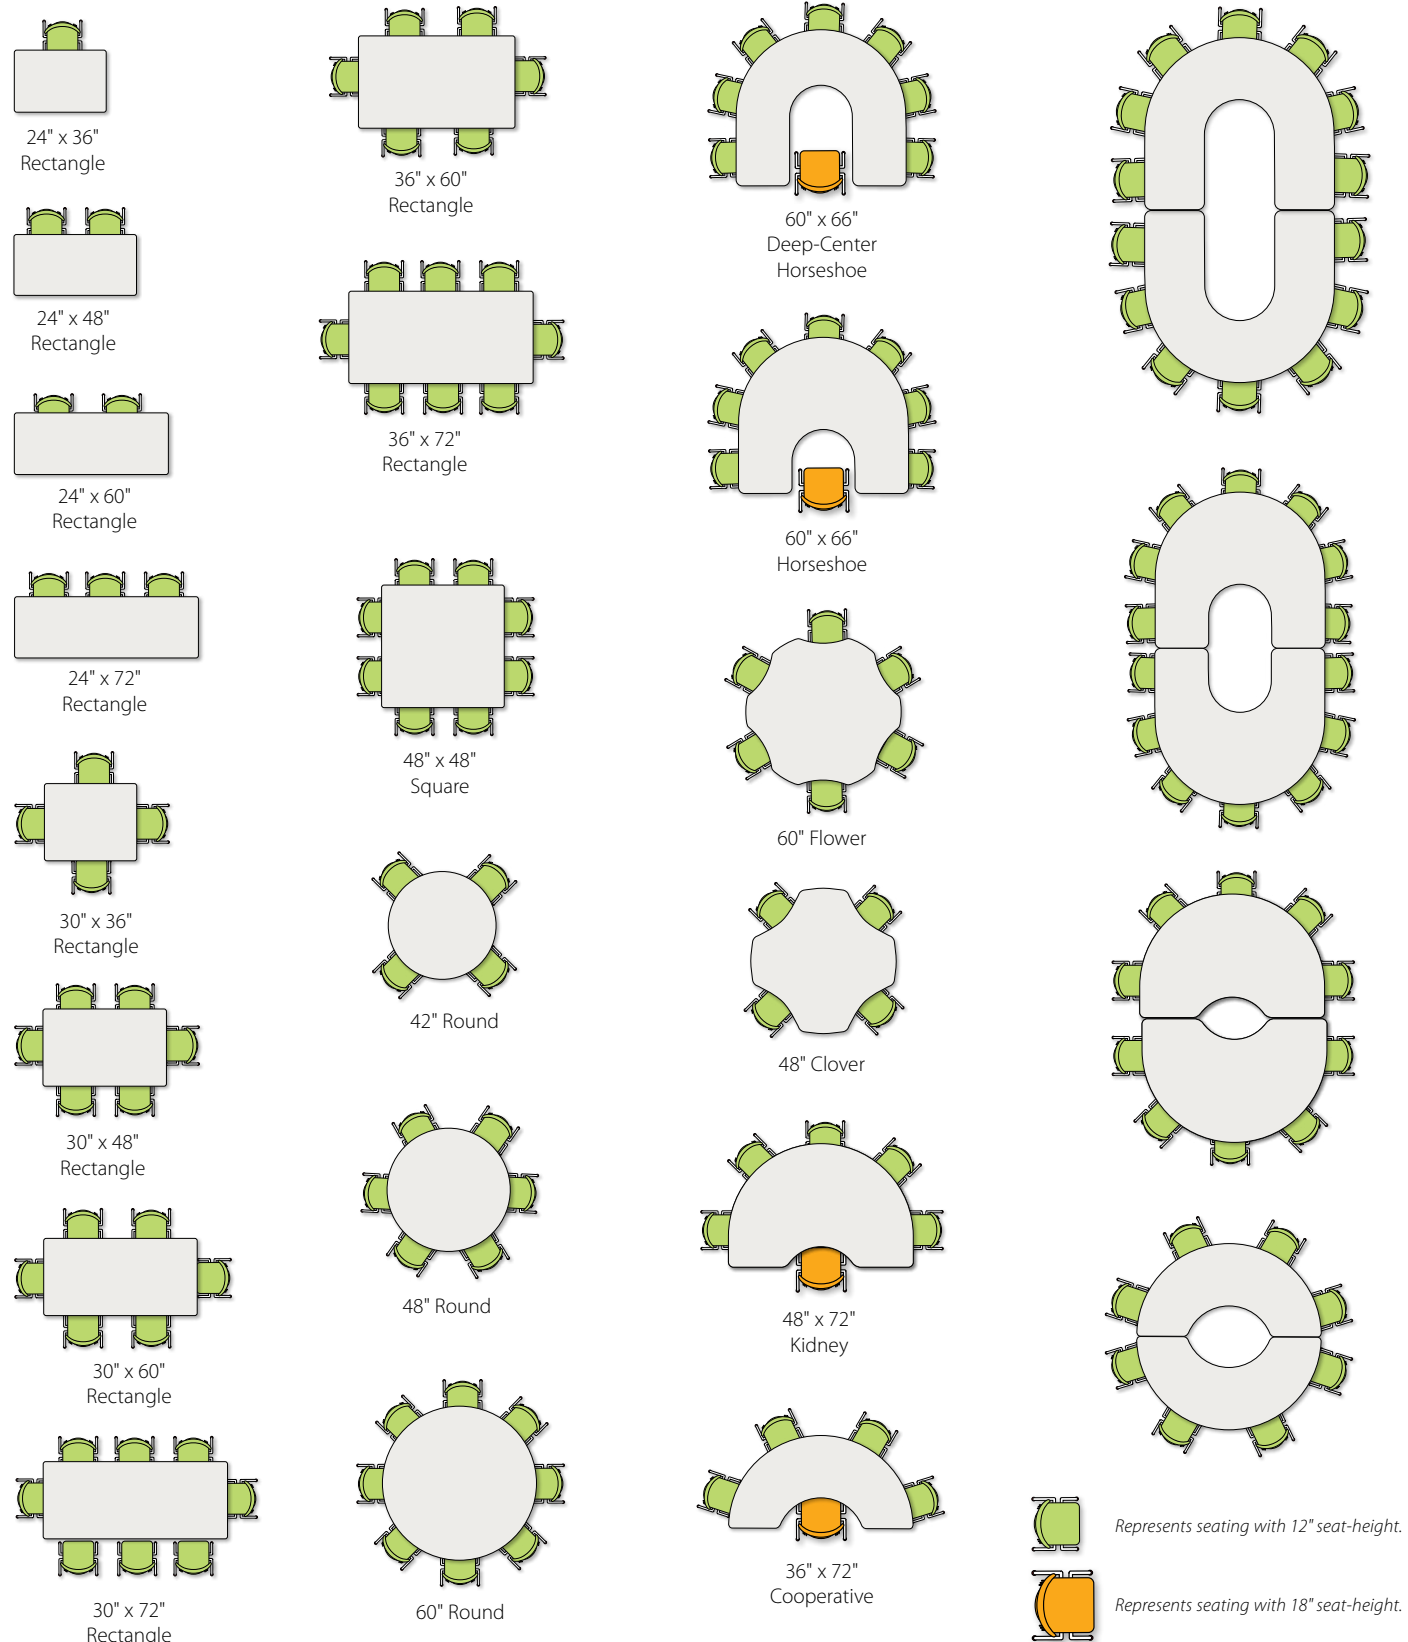 24" x 36"
Rectangle
24" x 48"
Rectangle
24" x 60"
Rectangle
24" x 72"
Rectangle
30" x 36"
Rectangle
30" x 48"
Rectangle
30" x 60"
Rectangle
30" x 72"
Rectangle
36" x 60"
Rectangle
36" x 72"
Rectangle
48" x 48"
Square
42" Round
48" Round
60" Round
60" x 66"
Deep-Center
Horseshoe
60" x 66"
Horseshoe
60" Flower
48" Clover
48" x 72"
Kidney
36" x 72"
Cooperative
Represents seating with 12" seat-height.
Represents seating with 18" seat-height.